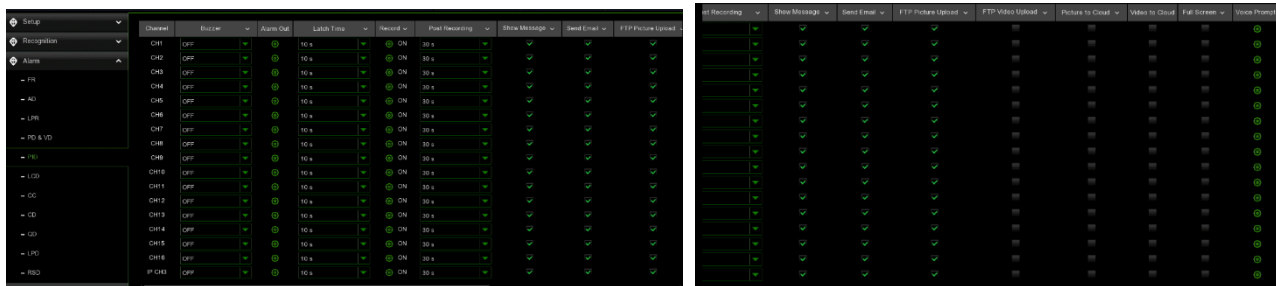 Setup
Recognition
Alarm
FR
AD
LPR
PD & VD
PID
LCD
CC
CD
QD
LPD
RSD
Channel Buzzer Alarm Out Latch Time Record Post Recording Show Message Send Email FTP Picture Upload
CH1 OFF 10 s ON 30 s
CH2 OFF 10 s ON 30 s
CH3 OFF 10 s ON 30 s
CH4 OFF 10 s ON 30 s
CH5 OFF 10 s ON 30 s
CH6 OFF 10 s ON 30 s
CH7 OFF 10 s ON 30 s
CH8 OFF 10 s ON 30 s
CH9 OFF 10 s ON 30 s
CH10 OFF 10 s ON 30 s
CH11 OFF 10 s ON 30 s
CH12 OFF 10 s ON 30 s
CH13 OFF 10 s ON 30 s
CH14 OFF 10 s ON 30 s
CH15 OFF 10 s ON 30 s
CH16 OFF 10 s ON 30 s
IP CH3 OFF 10 s ON 30 s
st Recording Show Message Send Email FTP Picture Upload FTP Video Upload Picture to Cloud Video to Cloud Full Screen Voice Prompt